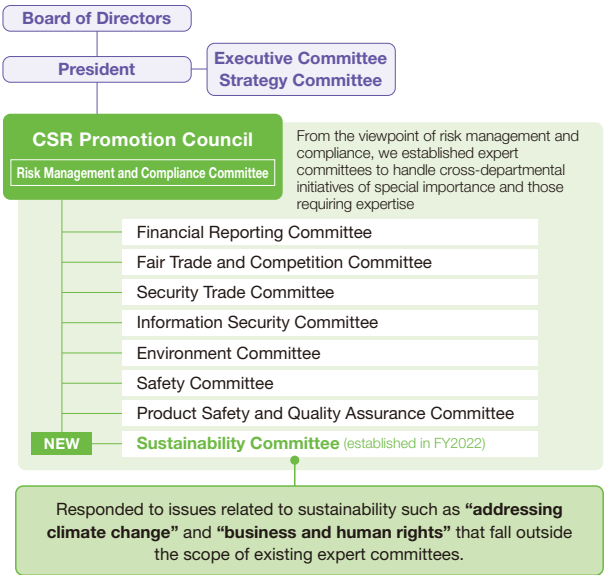 Board of Directors
President
Executive Committee
Strategy Committee
CSR Promotion Council
Risk Management and Compliance Committee
From the viewpoint of risk management and
compliance, we established expert
committees to handle cross-departmental
initiatives of special importance and those
requiring expertise
Financial Reporting Committee
Fair Trade and Competition Committee
Security Trade Committee
Information Security Committee
Environment Committee
Safety Committee
Product Safety and Quality Assurance Committee
NEW
Sustainability Committee (established in FY2022)
Responded to issues related to sustainability such as “addressing
climate change” and “business and human rights” that fall outside
the scope of existing expert committees.